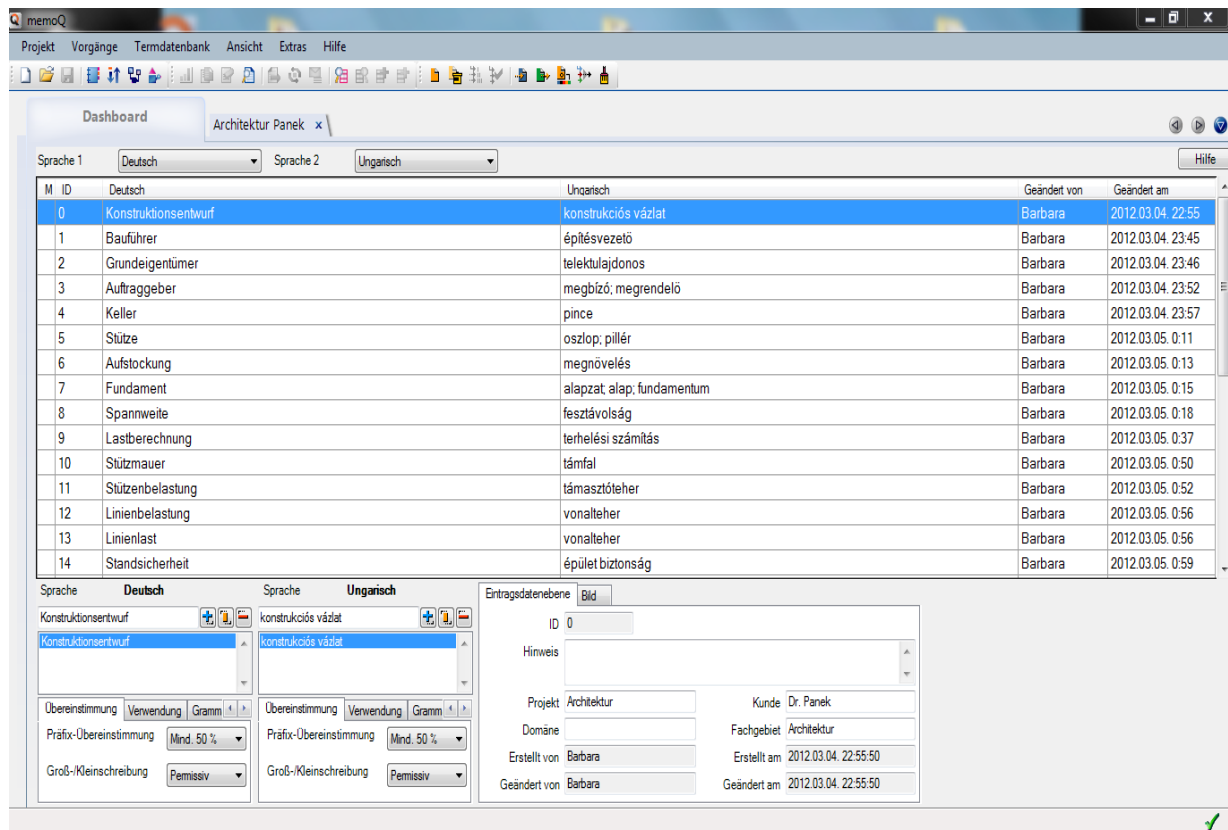 memoQ
Projekt Vorgänge Termdatenbank Ansicht Extras Hilfe
Dashboard Architektur Panek x
Sprache 1 Deutsch Sprache 2 Ungarisch Hilfe
M ID Deutsch Ungarisch Geändert von Geändert am
0 Konstruktionsentwurf konstrukciós vázlat Barbara 2012.03.04. 22:55
1 Bauführer építésvezetö Barbara 2012.03.04. 23:45
2 Grundeigentümer telektulajdonos Barbara 2012.03.04. 23:46
3 Auftraggeber megbízó; megrendelö Barbara 2012.03.04. 23:52
4 Keller pince Barbara 2012.03.04. 23:57
5 Stütze oszlop; pillér Barbara 2012.03.05. 0:11
6 Aufstockung megnövelés Barbara 2012.03.05. 0:13
7 Fundament alapzat; alap; fundamentum Barbara 2012.03.05. 0:15
8 Spannweite fesztávolság Barbara 2012.03.05. 0:18
9 Lastberechnung terhelési számítás Barbara 2012.03.05. 0:37
10 Stützmauer támfal Barbara 2012.03.05. 0:50
11 Stützenbelastung támasztóteher Barbara 2012.03.05. 0:52
12 Linienbelastung vonalteher Barbara 2012.03.05. 0:56
13 Linienlast vonalteher Barbara 2012.03.05. 0:56
14 Standsicherheit épület biztonság Barbara 2012.03.05. 0:59
Sprache Deutsch Sprache Ungarisch Eintragsdatenebene Bild
Konstruktionsentwurf konstrukciós vázlat ID 0
Konstruktionsentwurf konstrukciós vázlat Hinweis
Übereinstimmung Verwendung Gramm Übereinstimmung Verwendung Gramm Projekt Architektur Kunde Dr. Panek
Präfix-Übereinstimmung Mind. 50 % Präfix-Übereinstimmung Mind. 50 % Domäne Fachgebiet Architektur
Erstellt von Barbara Erstellt am 2012.03.04. 22:55:50
Groß-/Kleinschreibung Permissiv Groß-/Kleinschreibung Permissiv Geändert von Barbara Geändert am 2012.03.04. 22:55:50